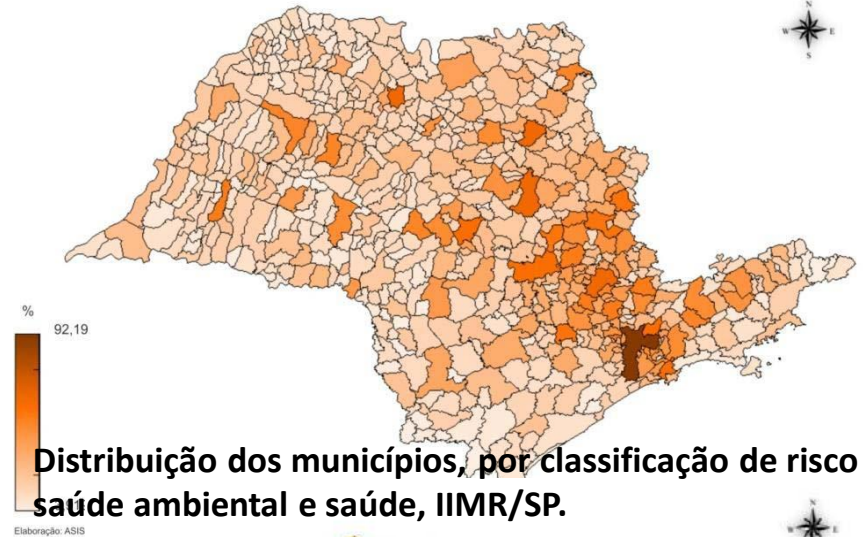 N
W E
S
%
92,19
Distribuição dos municípios, por classificação de risco
saúde ambiental e saúde, IIMR/SP.
Elaboração: ASIS
N
W E